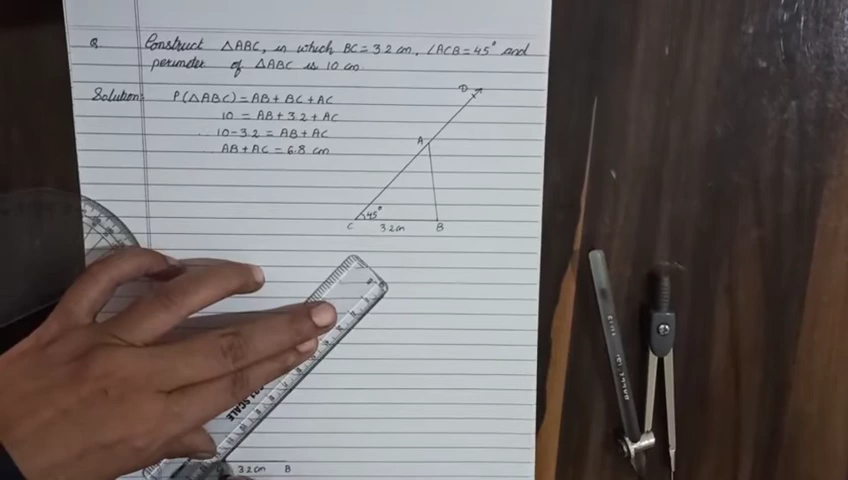 Q Construct △ABC, in which BC = 3.2 cm, ∠ACB = 45° and
perimeter of △ABC is 10 cm.
Solution: P(△ABC) = AB + BC + AC
10 = AB + 3.2 + AC
10 - 3.2 = AB + AC
AB + AC = 6.8 cm
D
A
45°
C 3.2 cm B
SCALE
3.2 cm B